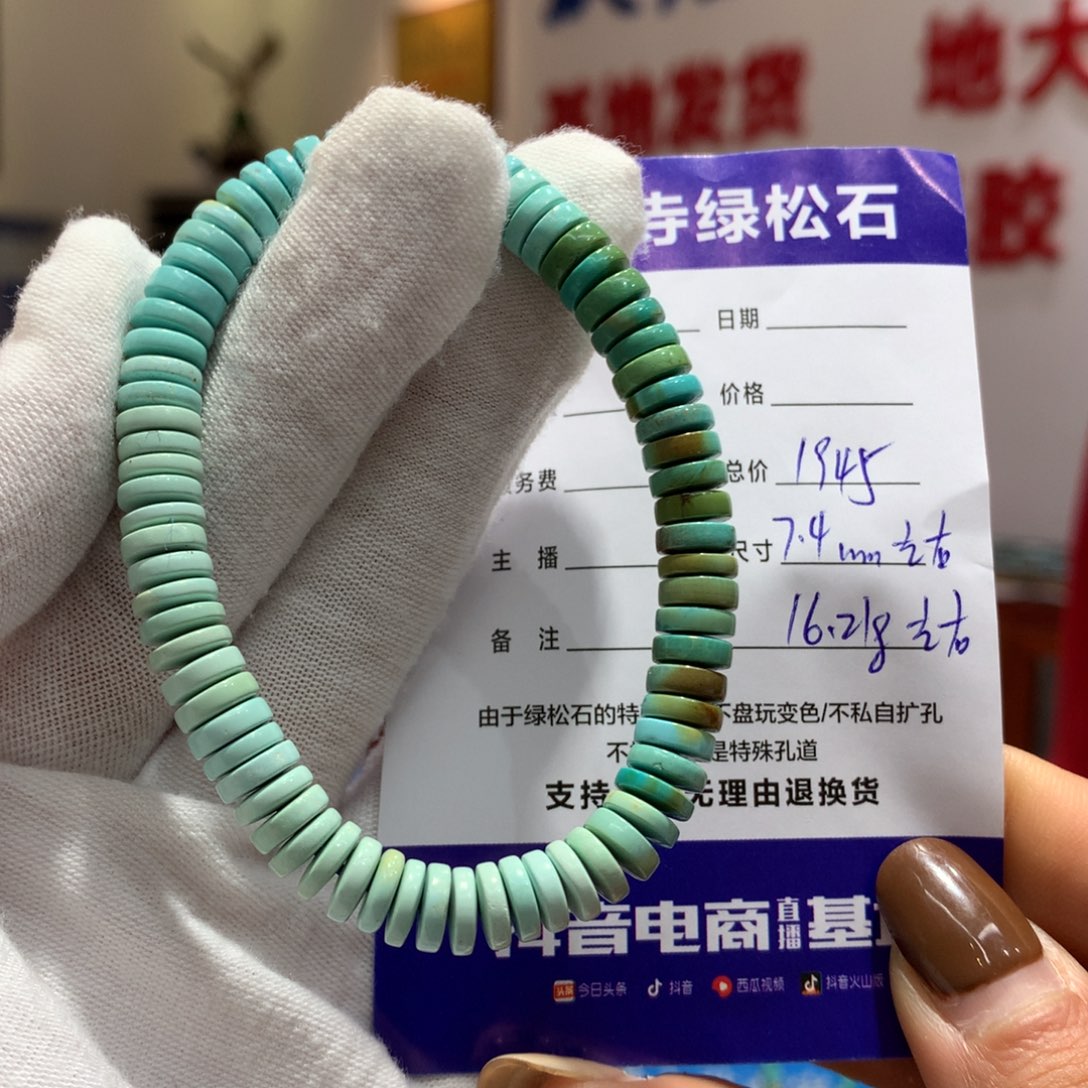 地大
发货
胶
寺绿松石
日期
价格
务费
总价 1945
主 播
尺寸 7.4mm 左右
备 注 16.21g 左右
由于绿松石的特 不盘玩变色/不私自扩孔
不 是特殊孔道
支持 无理由退换货
抖音电商 直播 基
今日头条 抖音 西瓜视频 抖音火山版